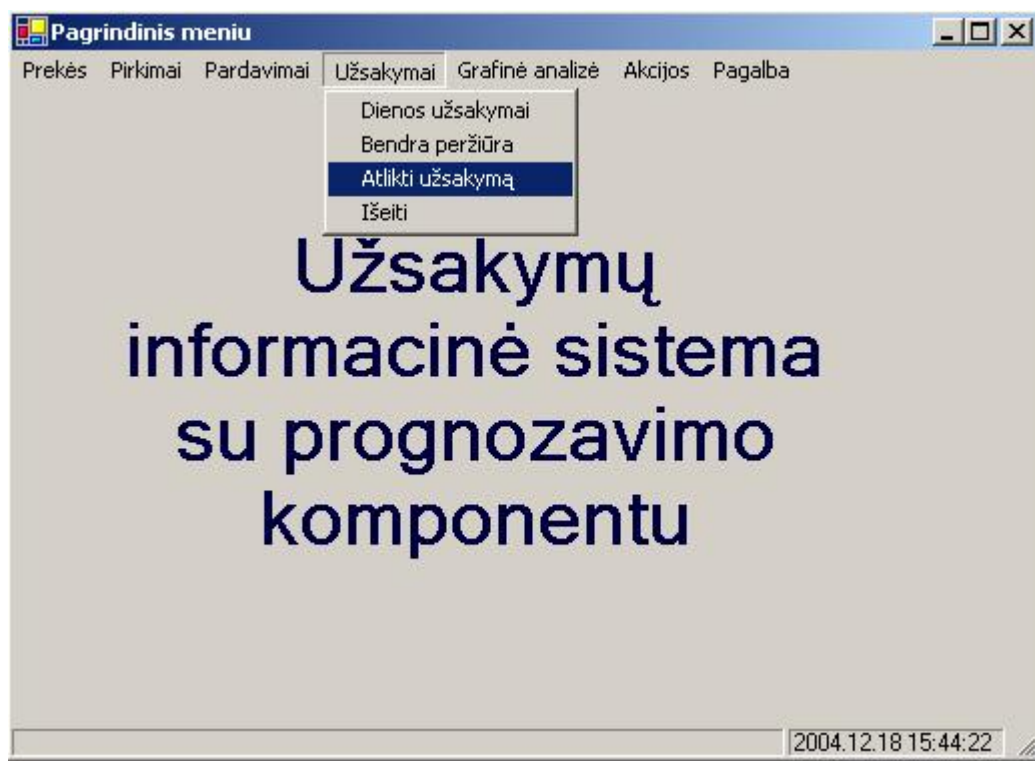 Pagrindinis meniu
Prekės Pirkimai Pardavimai Užsakymai Grafinė analizė Akcijos Pagalba
Dienos užsakymai
Bendra peržiūra
Atlikti užsakymą
Išeiti
Užsakymų
informacinė sistema
su prognozavimo
komponentu
2004.12.18 15:44:22